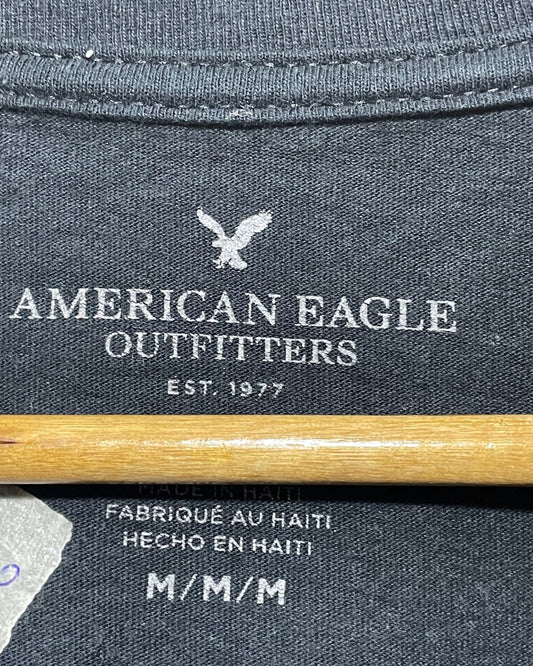 AMERICAN EAGLE
OUTFITTERS
EST. 1977
MADE IN HAITI
FABRIQUÉ AU HAITI
HECHO EN HAITI
M/M/M